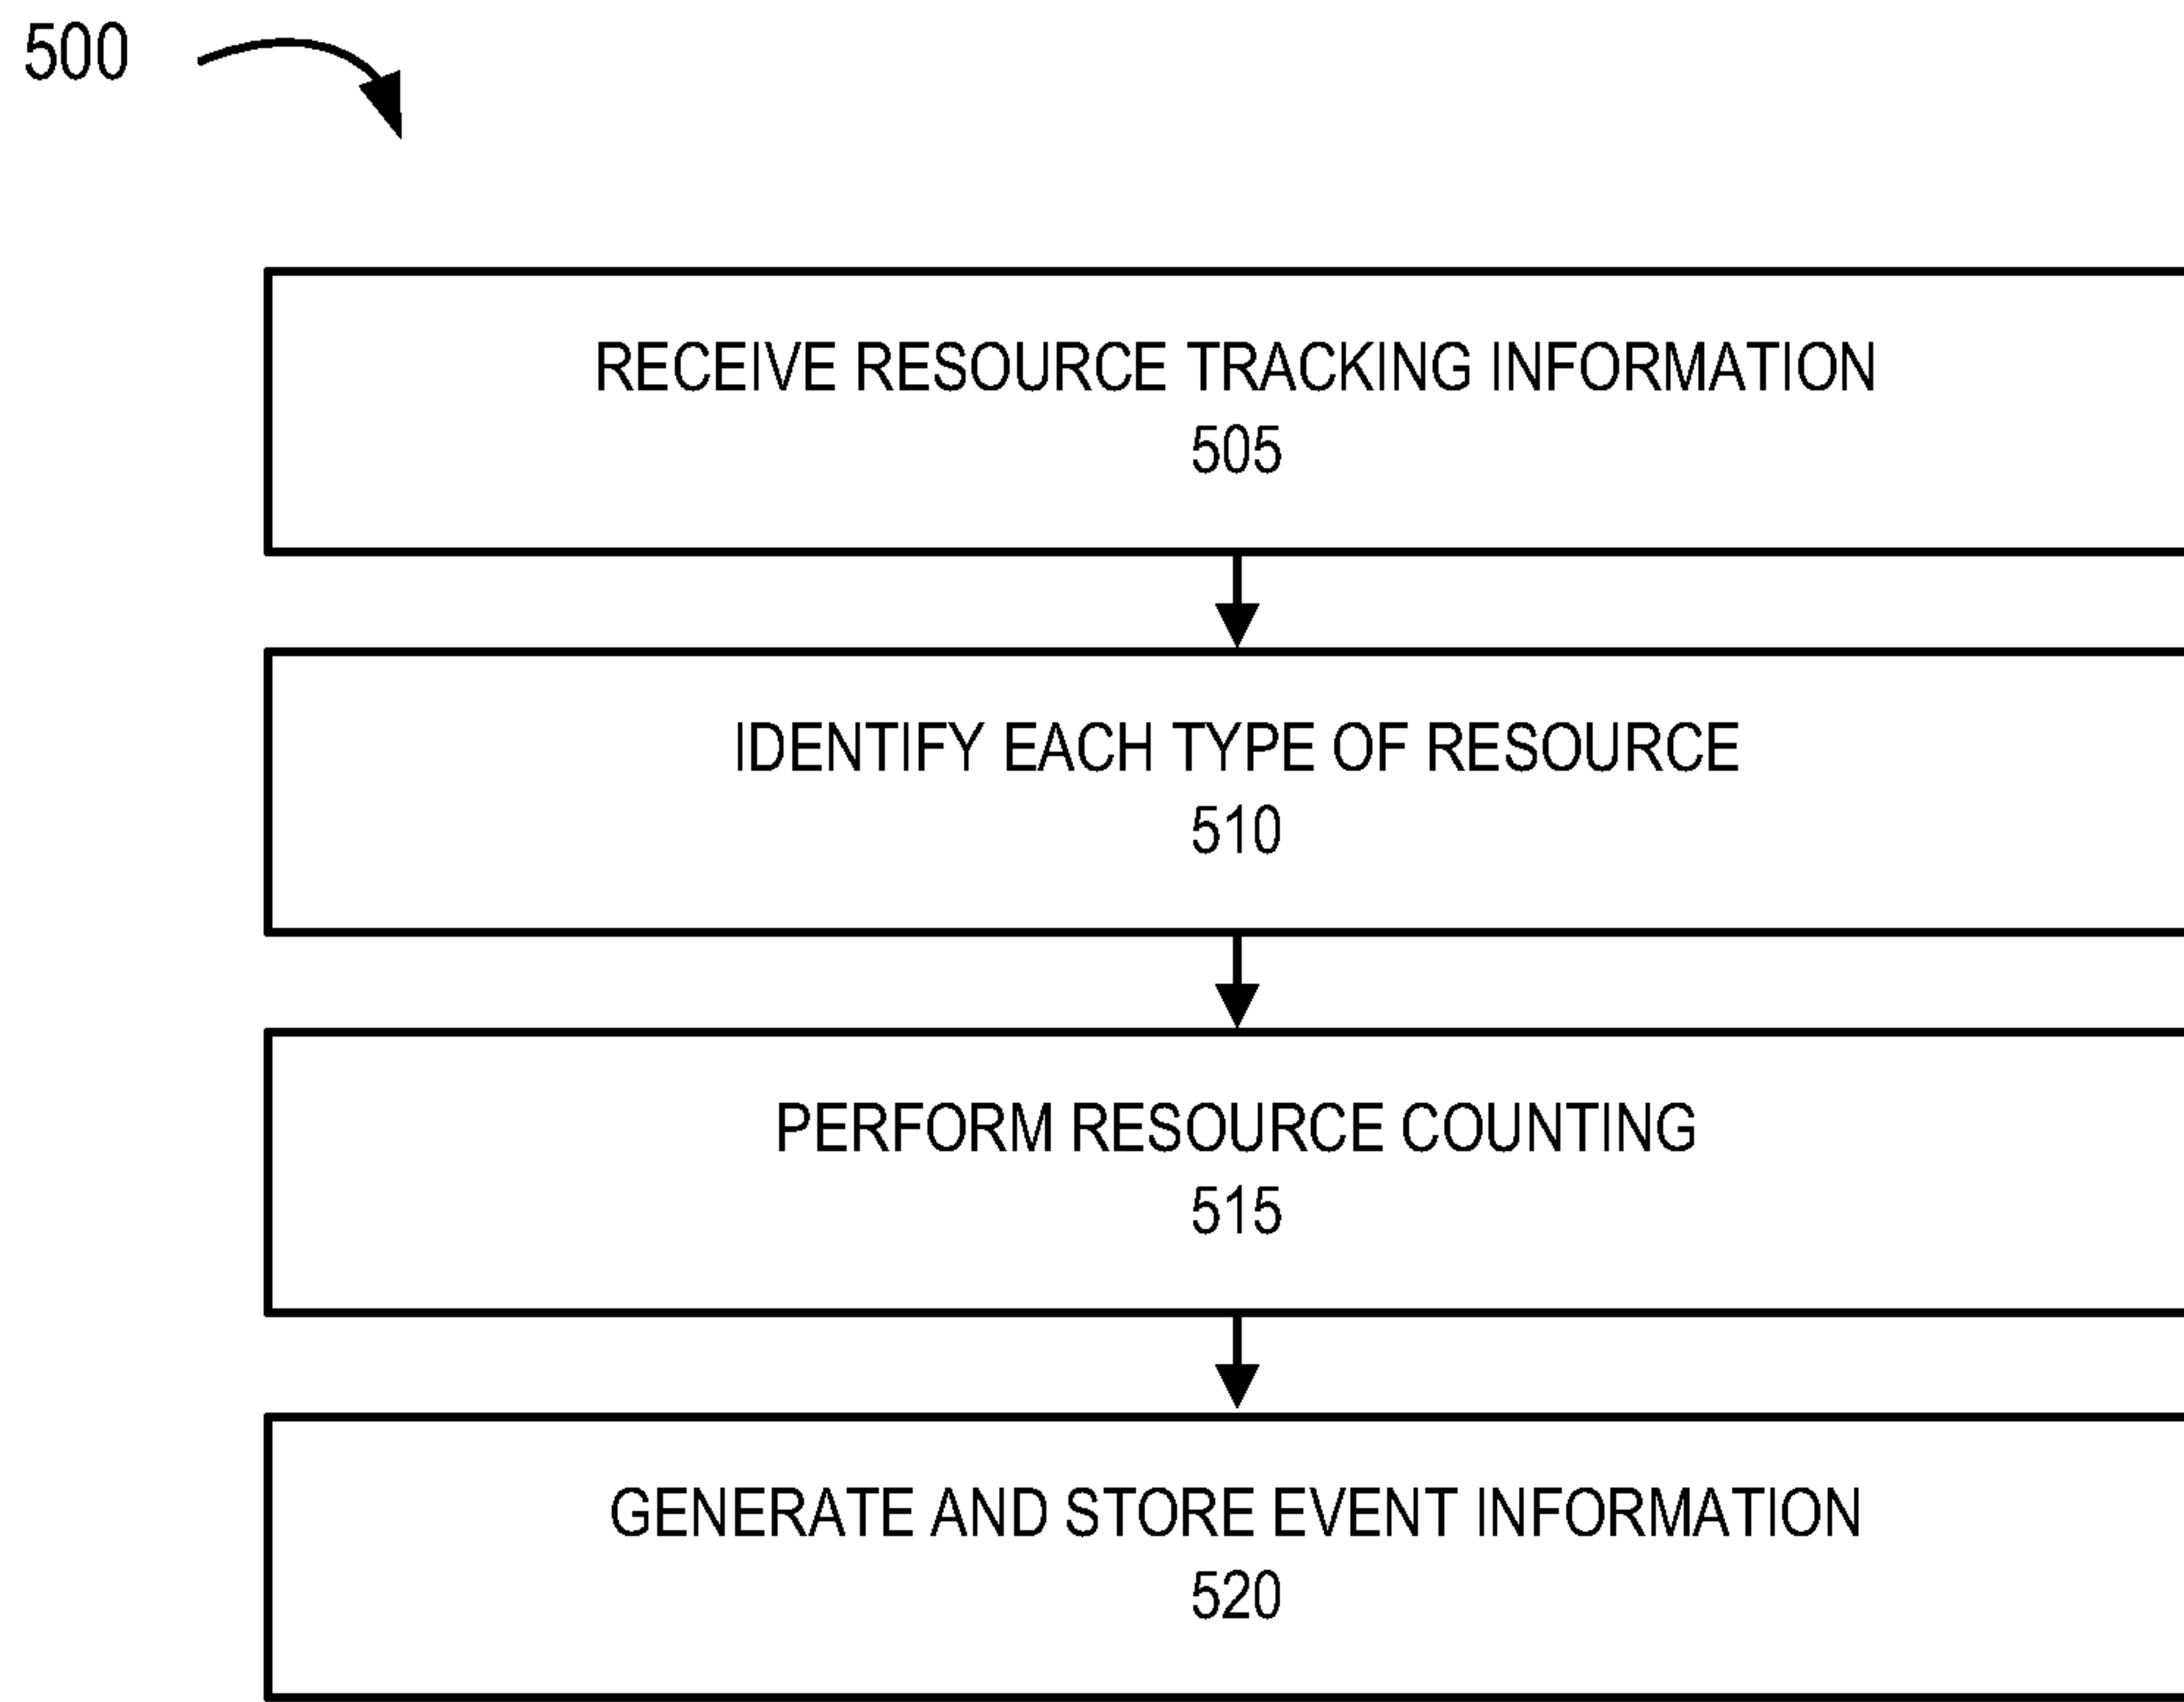 500
RECEIVE RESOURCE TRACKING INFORMATION
505
IDENTIFY EACH TYPE OF RESOURCE
510
PERFORM RESOURCE COUNTING
515
GENERATE AND STORE EVENT INFORMATION
520